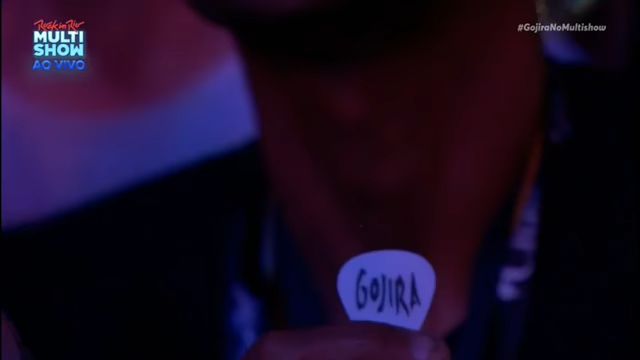 Rock in Rio
MULTI
SHOW
AO VIVO
#GojiraNoMultishow
GOJIRA